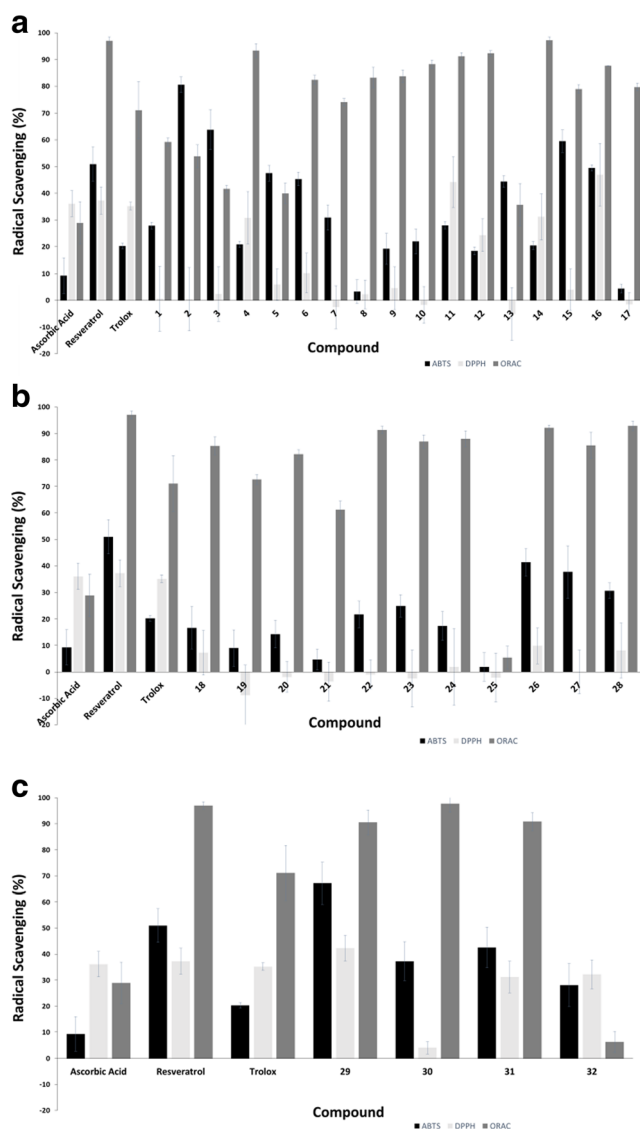 a
Radical Scavenging (%)
100
90
80
70
60
50
40
30
20
10
0
-10
-20
Ascorbic Acid Resveratrol Trolox 1 2 3 4 5 6 7 8 9 10 11 12 13 14 15 16 17
Compound
ABTS DPPH ORAC
b
Radical Scavenging (%)
100
90
80
70
60
50
40
30
20
10
0
-10
-20
Ascorbic Acid Resveratrol Trolox 18 19 20 21 22 23 24 25 26 27 28
Compound
ABTS DPPH ORAC
c
Radical Scavenging (%)
100
90
80
70
60
50
40
30
20
10
0
-10
-20
Ascorbic Acid Resveratrol Trolox 29 30 31 32
Compound
ABTS DPPH ORAC